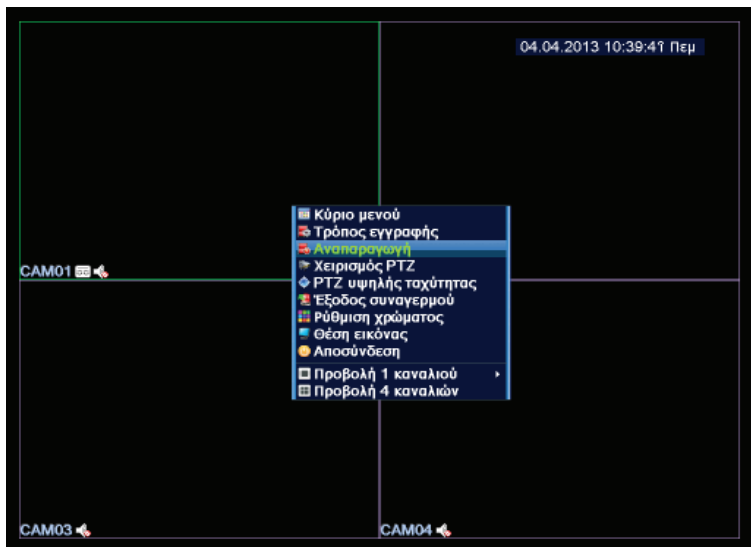 04.04.2013 10:39:41 Πεμ
Κύριο μενού
Τρόπος εγγραφής
Αναπαραγωγή
CAM01
Χειρισμός PTZ
PTZ υψηλής ταχύτητας
Έξοδος συναγερμού
Ρύθμιση χρώματος
Θέση εικόνας
Αποσύνδεση
Προβολή 1 καναλιού
Προβολή 4 καναλιών
CAM03
CAM04